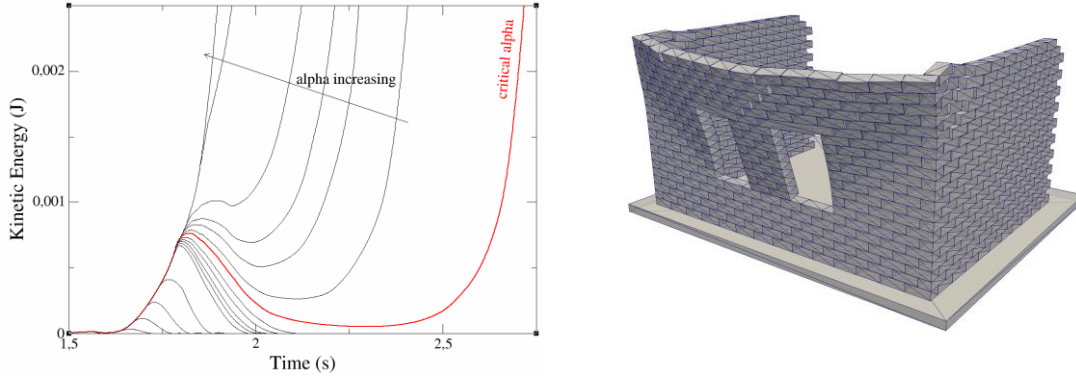 Kinetic Energy (J)
0,002
0,001
0
alpha increasing
critical alpha
1,5
2
2,5
Time (s)